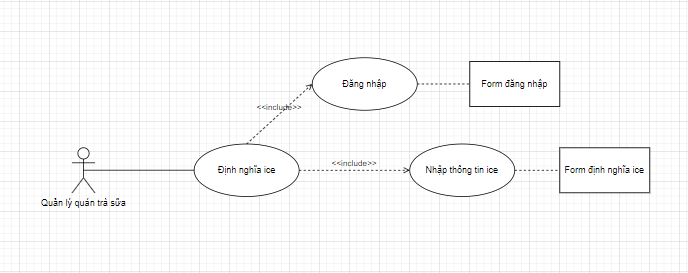 Đăng nhập
Form đăng nhập
<<include>>
Định nghĩa ice
<<include>>
Nhập thông tin ice
Form định nghĩa ice
Quản lý quán trà sữa